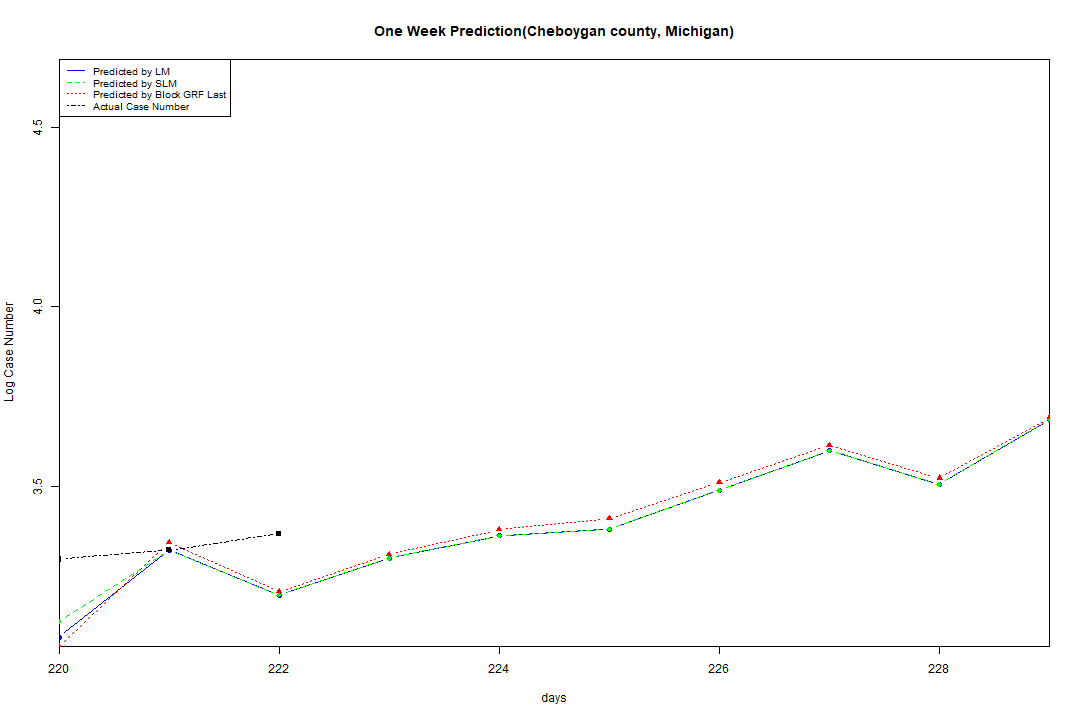 One Week Prediction(Cheboygan county, Michigan)
Predicted by LM
Predicted by SLM
Predicted by Block GRF Last
Actual Case Number
4.5
4.0
3.5
Log Case Number
220 222 224 226 228
days